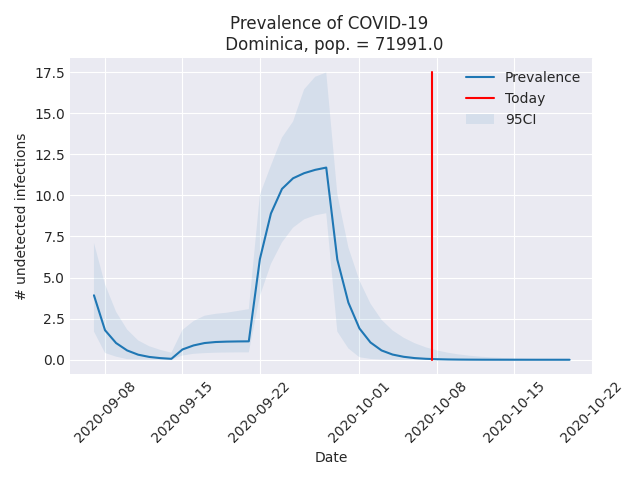 Prevalence of COVID-19
Dominica, pop. = 71991.0
# undetected infections
17.5
15.0
12.5
10.0
7.5
5.0
2.5
0.0
Prevalence
Today
95CI
2020-09-08
2020-09-15
2020-09-22
2020-10-01
2020-10-08
2020-10-15
2020-10-22
Date